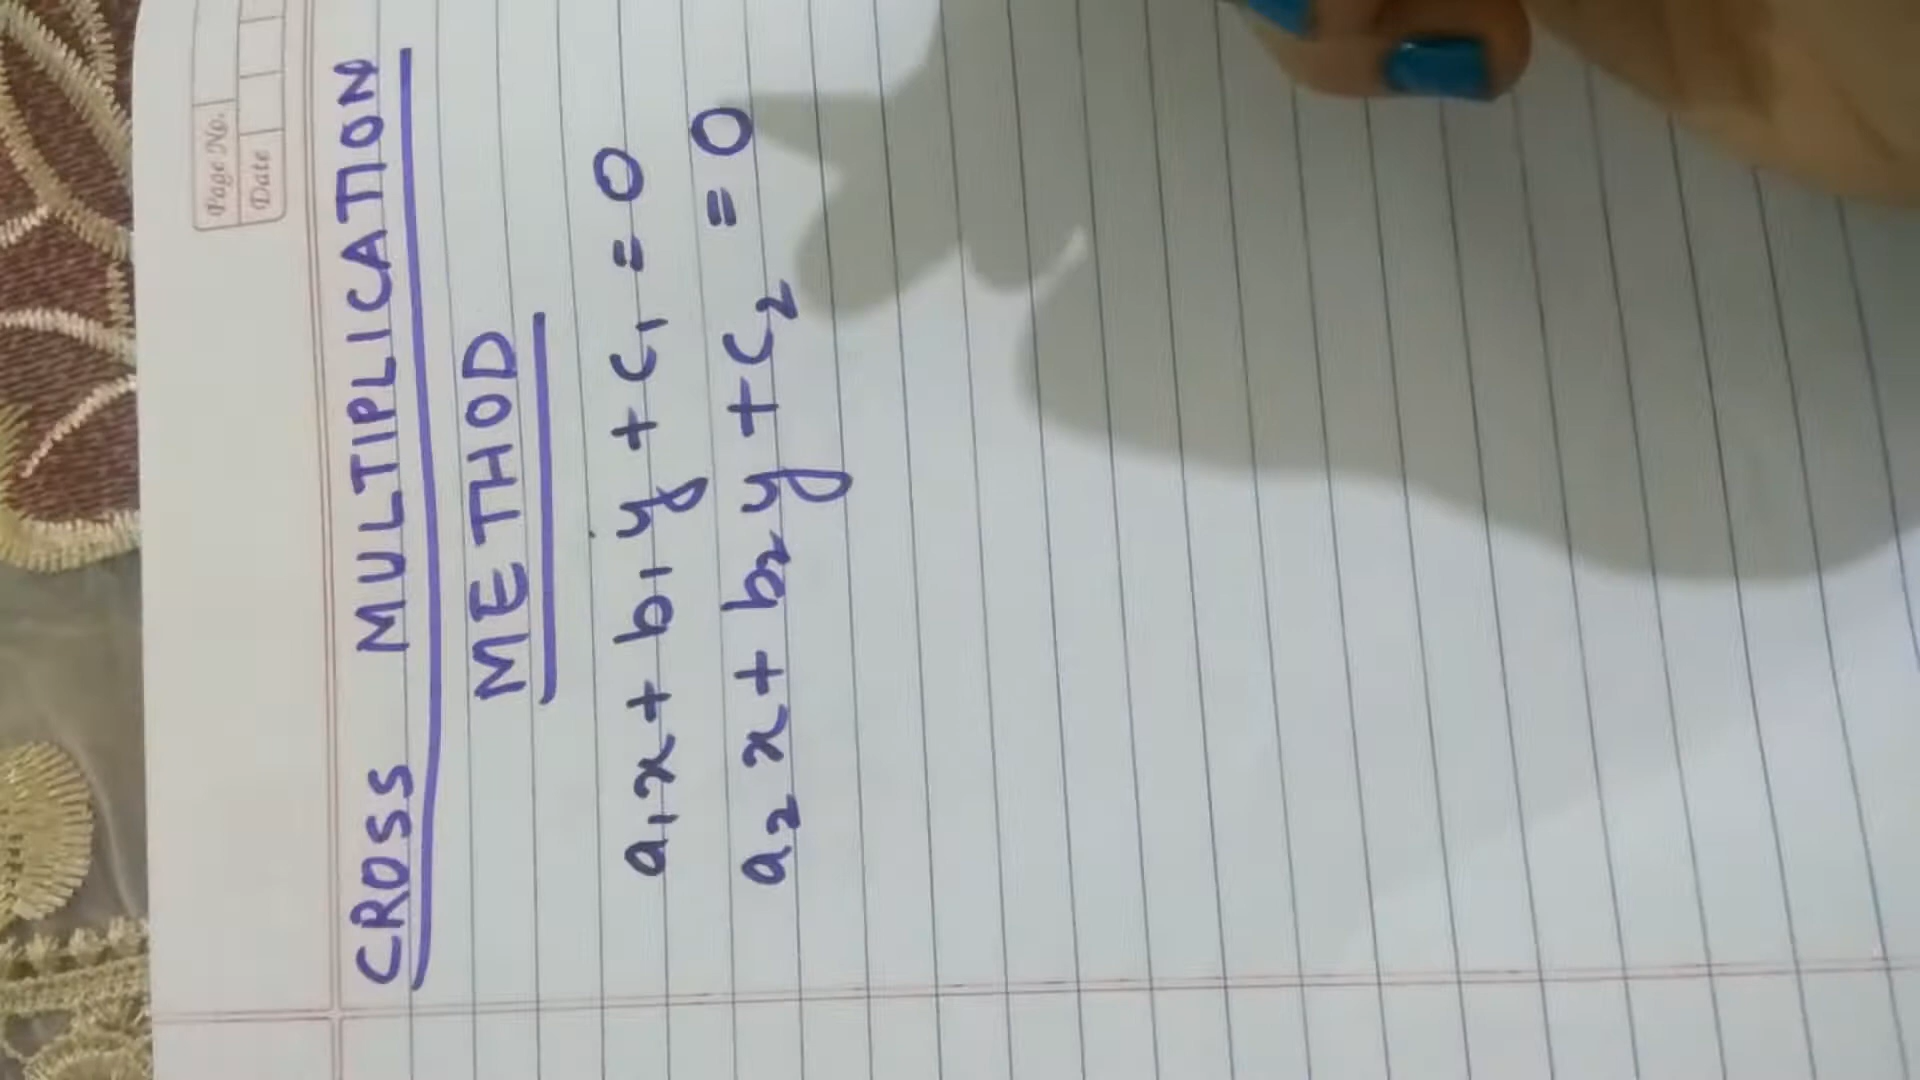 Page No.
Date
CROSS MULTIPLICATION
METHOD
a₁x + b₁y + c₁ = 0
a₂x + b₂y + c₂ = 0